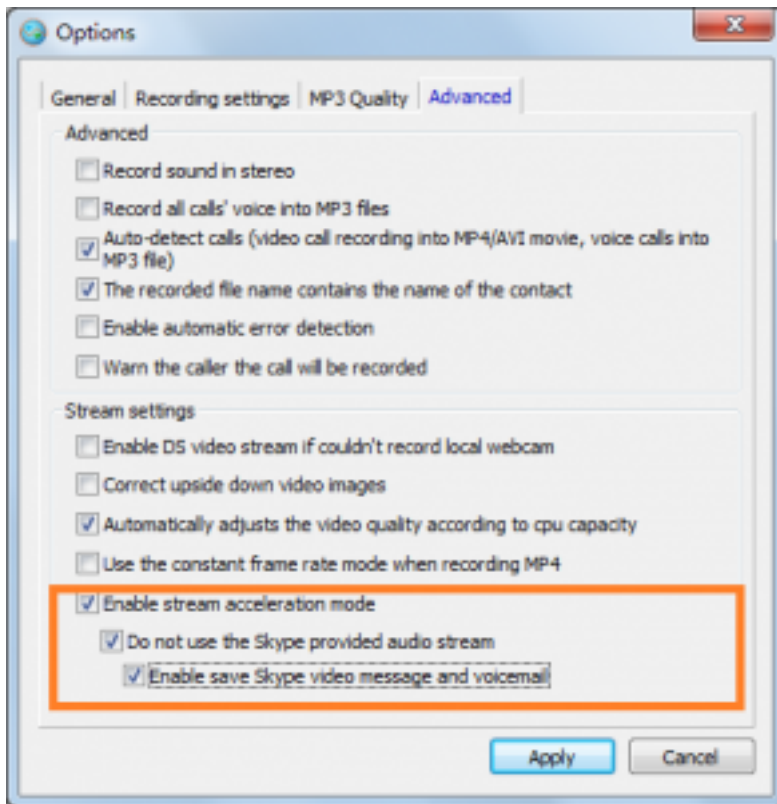 Options
General Recording settings MP3 Quality Advanced
Advanced
Record sound in stereo
Record all calls' voice into MP3 files
Auto-detect calls (video call recording into MP4/AVI movie, voice calls into
MP3 file)
The recorded file name contains the name of the contact
Enable automatic error detection
Warn the caller the call will be recorded
Stream settings
Enable DS video stream if couldn't record local webcam
Correct upside down video images
Automatically adjusts the video quality according to cpu capacity
Use the constant frame rate mode when recording MP4
Enable stream acceleration mode
Do not use the Skype provided audio stream
Enable save Skype video message and voicemail
Apply Cancel